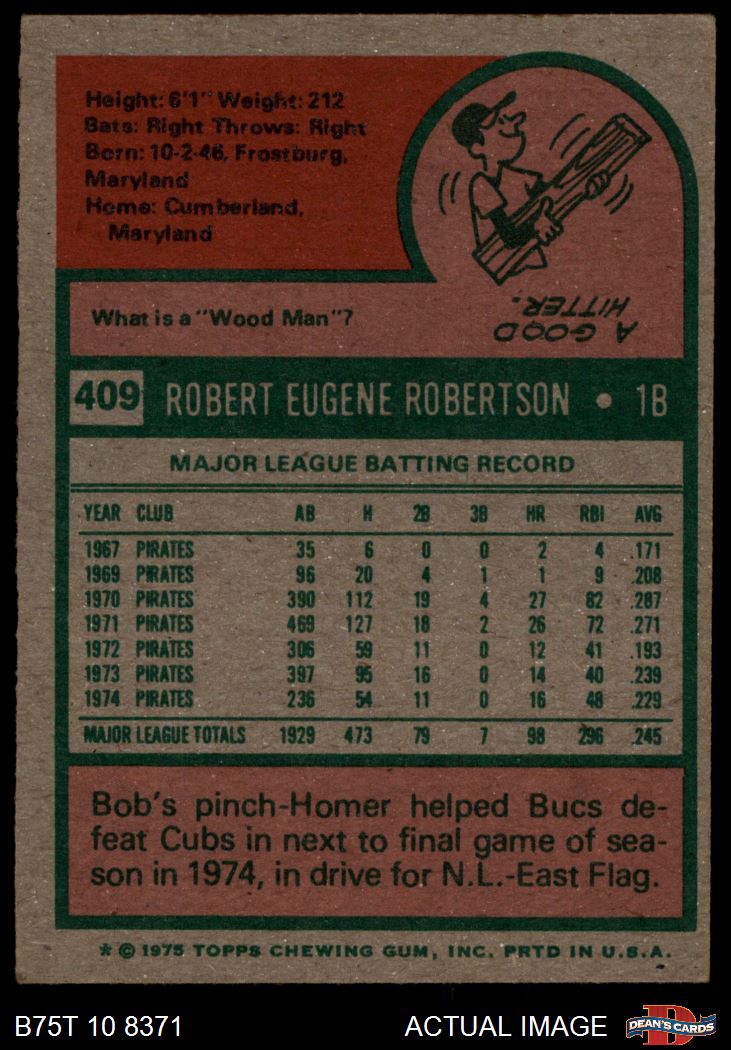 Height: 6'1" Weight: 212
Bats: Right Throws: Right
Born: 10-2-46, Frostburg,
Maryland
Home: Cumberland,
Maryland
What is a "Wood Man"?
A GOOD
HITTER.
409 ROBERT EUGENE ROBERTSON • 1B
MAJOR LEAGUE BATTING RECORD
YEAR CLUB AB H 2B 3B HR RBI AVG
1967 PIRATES 35 6 0 0 2 4 .171
1969 PIRATES 96 20 4 1 1 9 .208
1970 PIRATES 390 112 19 4 27 82 .287
1971 PIRATES 469 127 18 2 26 72 .271
1972 PIRATES 306 59 11 0 12 41 .193
1973 PIRATES 397 95 16 0 14 40 .239
1974 PIRATES 236 54 11 0 16 48 .229
MAJOR LEAGUE TOTALS 1929 473 79 7 98 296 .245
Bob's pinch-Homer helped Bucs de-
feat Cubs in next to final game of sea-
son in 1974, in drive for N.L.-East Flag.
* © 1975 TOPPS CHEWING GUM, INC. PRTD IN U.S.A.
B75T 10 8371 ACTUAL IMAGE D DEAN'S CARDS